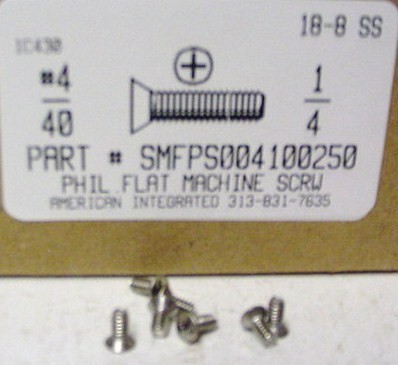 18-8 SS
IC430
#4
40
1
4
PART # SMFPS004100250
PHIL FLAT MACHINE SCRW
AMERICAN INTEGRATED 313-831-7635